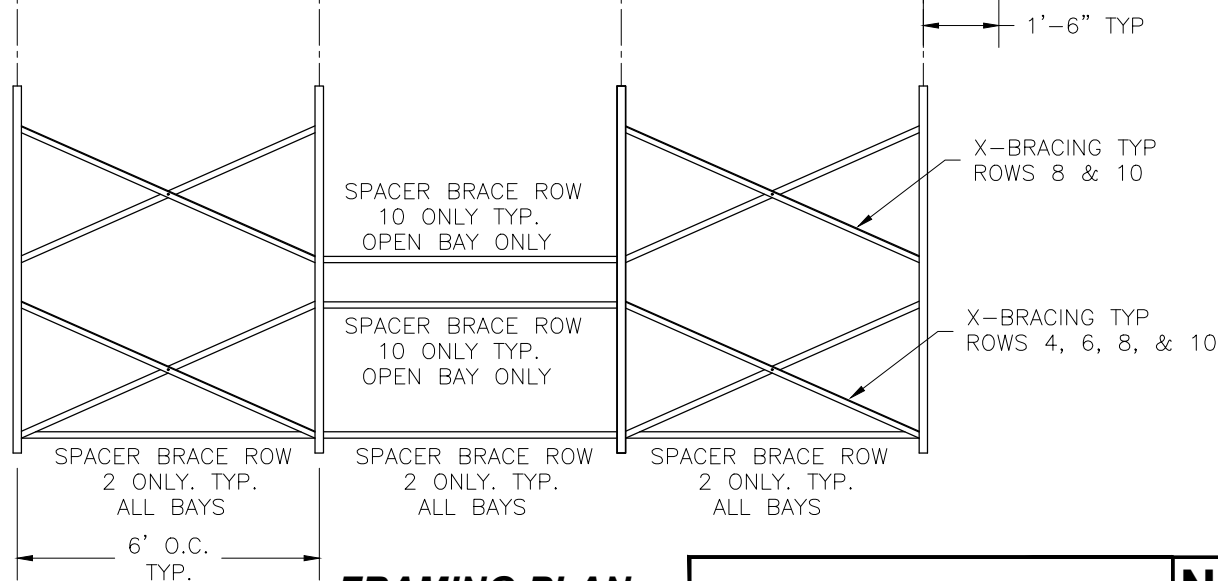 1'-6" TYP
X-BRACING TYP
ROWS 8 & 10
SPACER BRACE ROW
10 ONLY TYP.
OPEN BAY ONLY
SPACER BRACE ROW
10 ONLY TYP.
OPEN BAY ONLY
X-BRACING TYP
ROWS 4, 6, 8, & 10
SPACER BRACE ROW
2 ONLY. TYP.
ALL BAYS
SPACER BRACE ROW
2 ONLY. TYP.
ALL BAYS
SPACER BRACE ROW
2 ONLY. TYP.
ALL BAYS
6' O.C.
TYP.
FRAMING PLAN